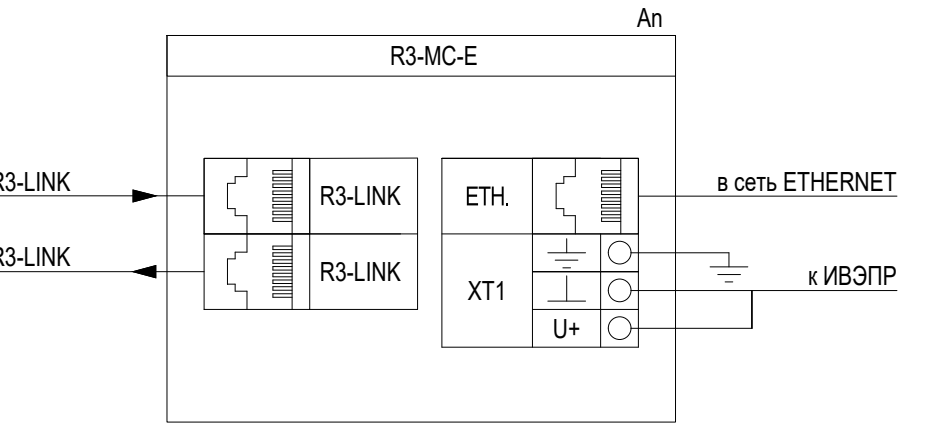 An
R3-MC-E
R3-LINK
R3-LINK
ETH.
в сеть ETHERNET
R3-LINK
R3-LINK
XT1
к ИВЭПР
U+